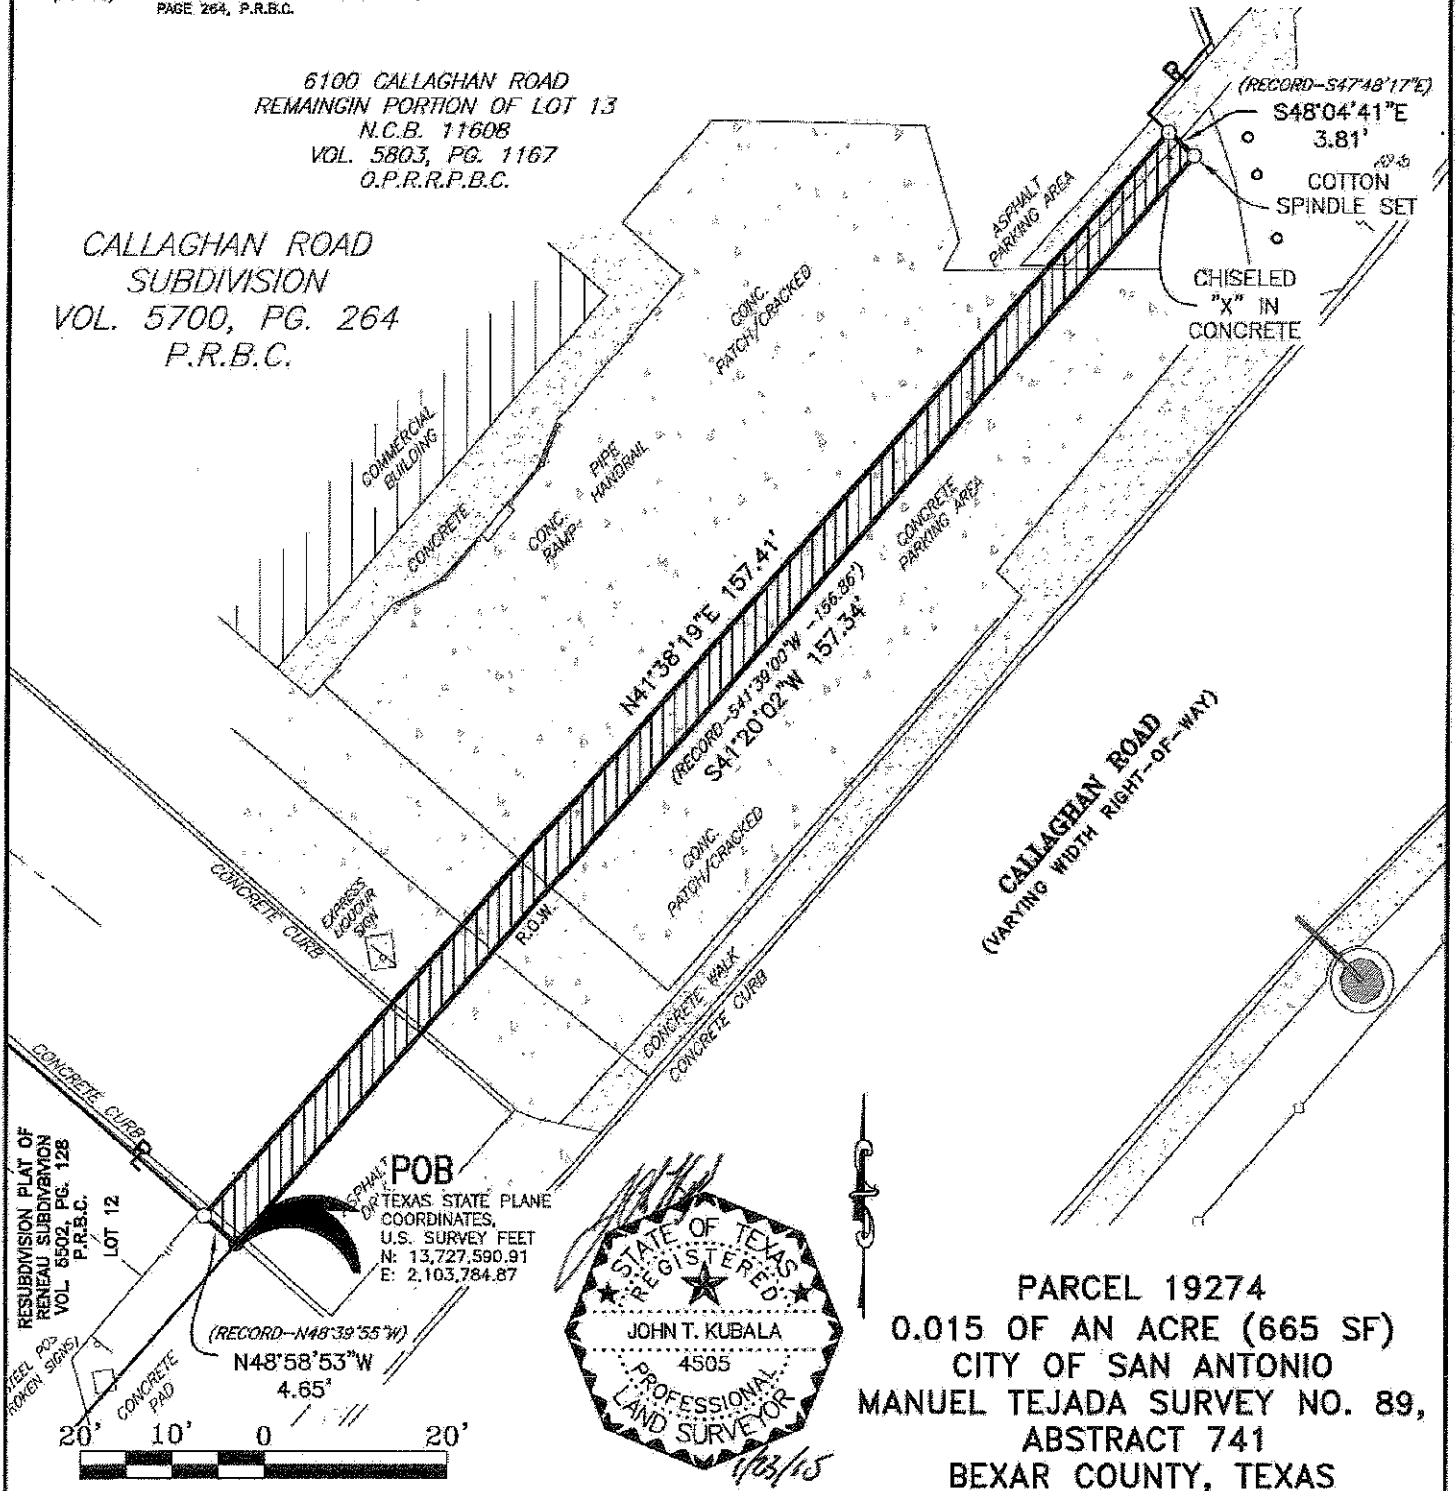 PAGE 264, P.R.B.C.
6100 CALLAGHAN ROAD
REMAINGIN PORTION OF LOT 13
N.C.B. 11608
VOL. 5803, PG. 1167
O.P.R.R.P.B.C.
(RECORD-S47°48'17"E)
S48°04'41"E
3.81'
COTTON
SPINDLE SET
ASPHALT
PARKING AREA
CHISELED
"X" IN
CONCRETE
CALLAGHAN ROAD
SUBDIVISION
VOL. 5700, PG. 264
P.R.B.C.
CONC.
PATCH/CRACKED
COMMERCIAL
BUILDING
PIPE
HANDRAIL
CONCRETE
CONC.
RAMP
CONCRETE
PARKING AREA
N41°38'19"E 157.41'
(RECORD-S41°39'00"W -156.86')
S41°20'02"W 157.34'
CALLAGHAN ROAD
(VARYING WIDTH RIGHT-OF-WAY)
CONC.
PATCH/CRACKED
CONCRETE CURB
EXPRESS
LIQUOUR
SIGN
R.O.W.
CONCRETE WALK
CONCRETE CURB
CONCRETE CURB
RESUBDIVISION PLAT OF
RENEAU SUBDIVBIVION
VOL. 5502, PG. 128
P.R.B.C.
LOT 12
ASPHALT
POB
TEXAS STATE PLANE
COORDINATES,
U.S. SURVEY FEET
N: 13,727,590.91
E: 2,103,784.87
(RECORD-N48°39'55"W)
N48°58'53"W
4.65'
CONCRETE
PAD
20' 10' 0 20'
STATE OF TEXAS
REGISTERED
JOHN T. KUBALA
4505
PROFESSIONAL
LAND SURVEYOR
1/23/15
PARCEL 19274
0.015 OF AN ACRE (665 SF)
CITY OF SAN ANTONIO
MANUEL TEJADA SURVEY NO. 89,
ABSTRACT 741
BEXAR COUNTY, TEXAS